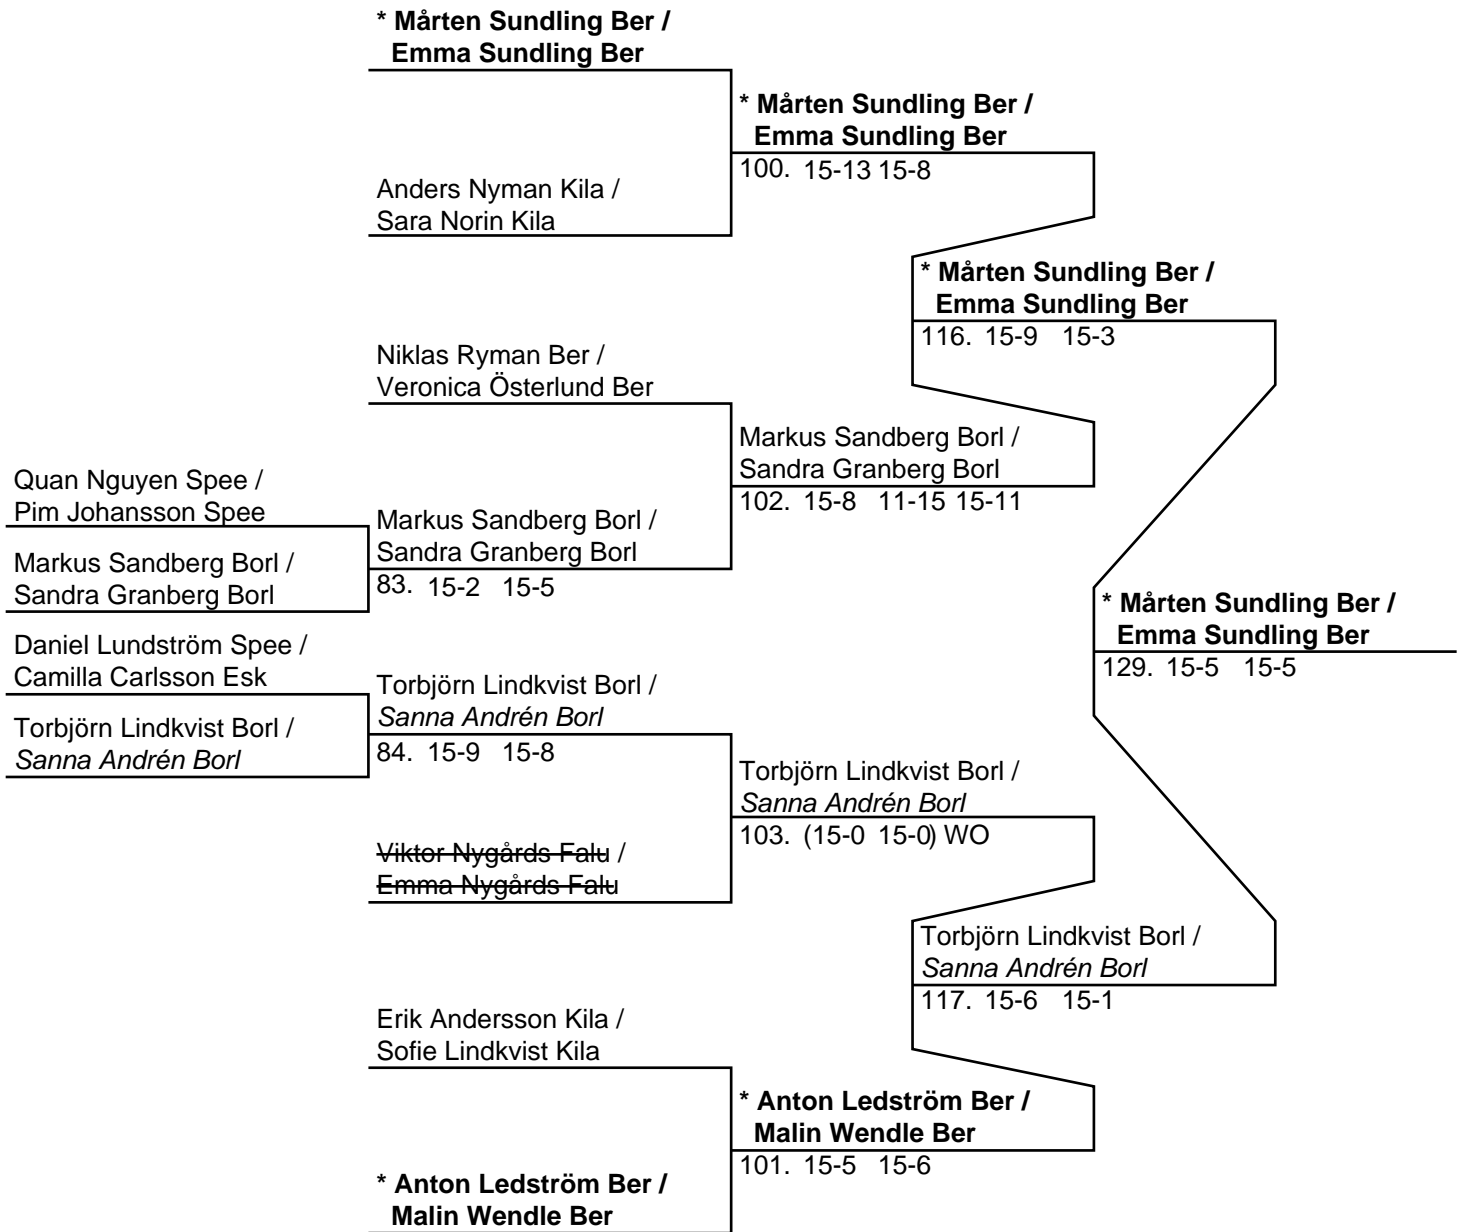 * Mårten Sundling Ber /
Emma Sundling Ber
* Mårten Sundling Ber /
Emma Sundling Ber
100. 15-13 15-8
Anders Nyman Kila /
Sara Norin Kila
* Mårten Sundling Ber /
Emma Sundling Ber
116. 15-9 15-3
Niklas Ryman Ber /
Veronica Österlund Ber
Markus Sandberg Borl /
Sandra Granberg Borl
102. 15-8 11-15 15-11
Quan Nguyen Spee /
Pim Johansson Spee
Markus Sandberg Borl /
Sandra Granberg Borl
83. 15-2 15-5
Markus Sandberg Borl /
Sandra Granberg Borl
* Mårten Sundling Ber /
Emma Sundling Ber
129. 15-5 15-5
Daniel Lundström Spee /
Camilla Carlsson Esk
Torbjörn Lindkvist Borl /
Sanna Andrén Borl
84. 15-9 15-8
Torbjörn Lindkvist Borl /
Sanna Andrén Borl
Torbjörn Lindkvist Borl /
Sanna Andrén Borl
103. (15-0 15-0) WO
Viktor Nygårds Falu /
Emma Nygårds Falu
Torbjörn Lindkvist Borl /
Sanna Andrén Borl
117. 15-6 15-1
Erik Andersson Kila /
Sofie Lindkvist Kila
* Anton Ledström Ber /
Malin Wendle Ber
101. 15-5 15-6
* Anton Ledström Ber /
Malin Wendle Ber